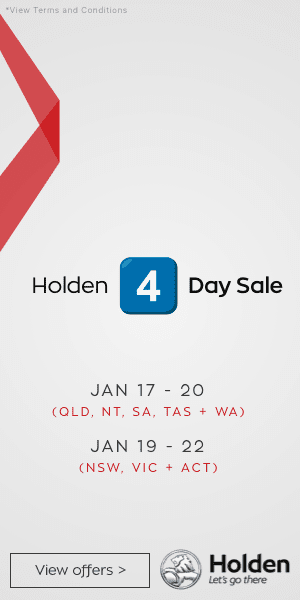 *View Terms and Conditions
Holden 4 Day Sale
JAN 17 - 20
(QLD, NT, SA, TAS + WA)
JAN 19 - 22
(NSW, VIC + ACT)
View offers >
Holden
Let's go there